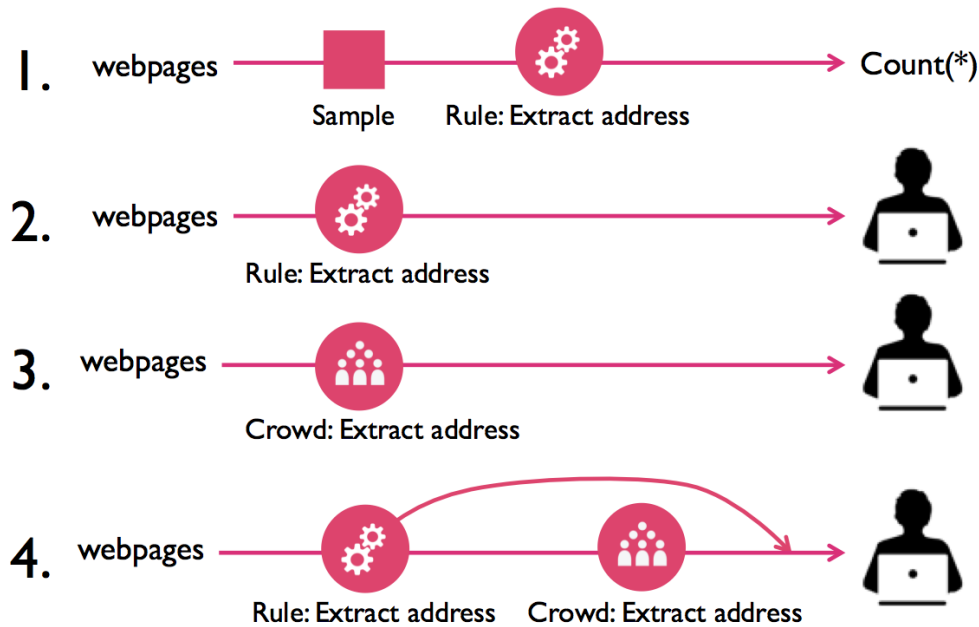 1. webpages Count(*)
Sample Rule: Extract address
2. webpages
Rule: Extract address
3. webpages
Crowd: Extract address
4. webpages
Rule: Extract address Crowd: Extract address